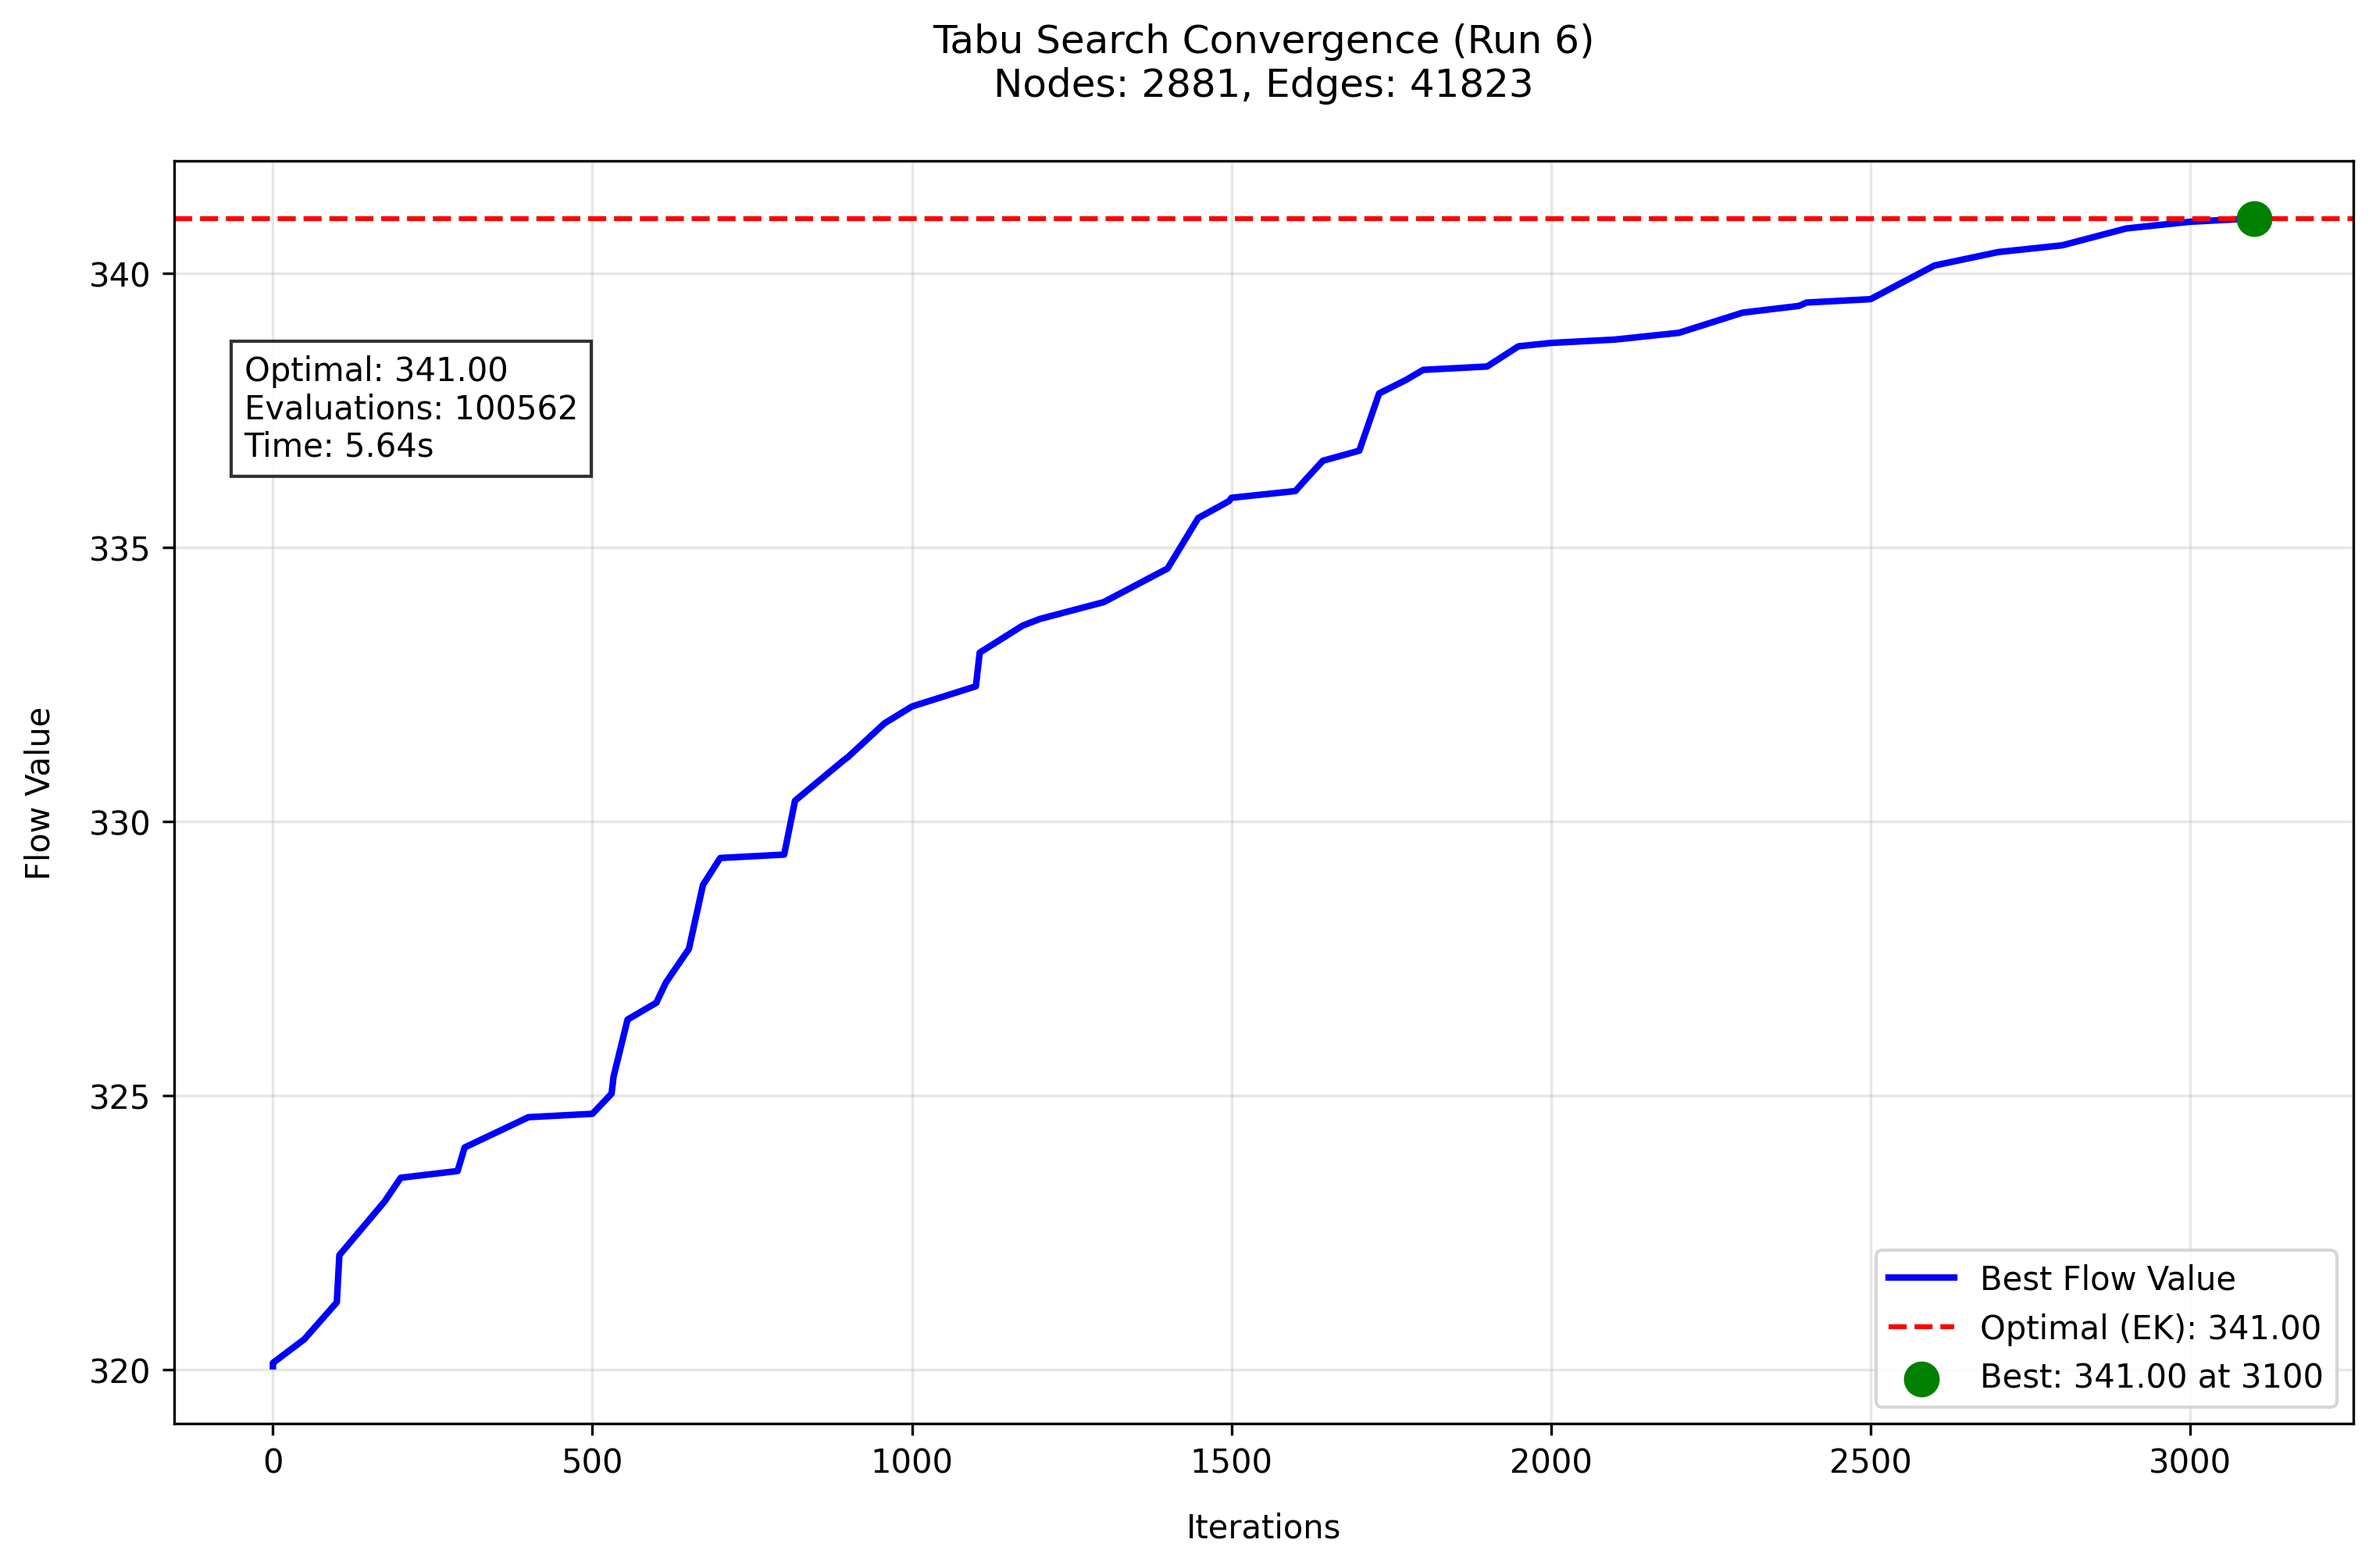 Tabu Search Convergence (Run 6)
Nodes: 2881, Edges: 41823
Flow Value
340
335
330
325
320
Optimal: 341.00
Evaluations: 100562
Time: 5.64s
Best Flow Value
Optimal (EK): 341.00
Best: 341.00 at 3100
0 500 1000 1500 2000 2500 3000
Iterations